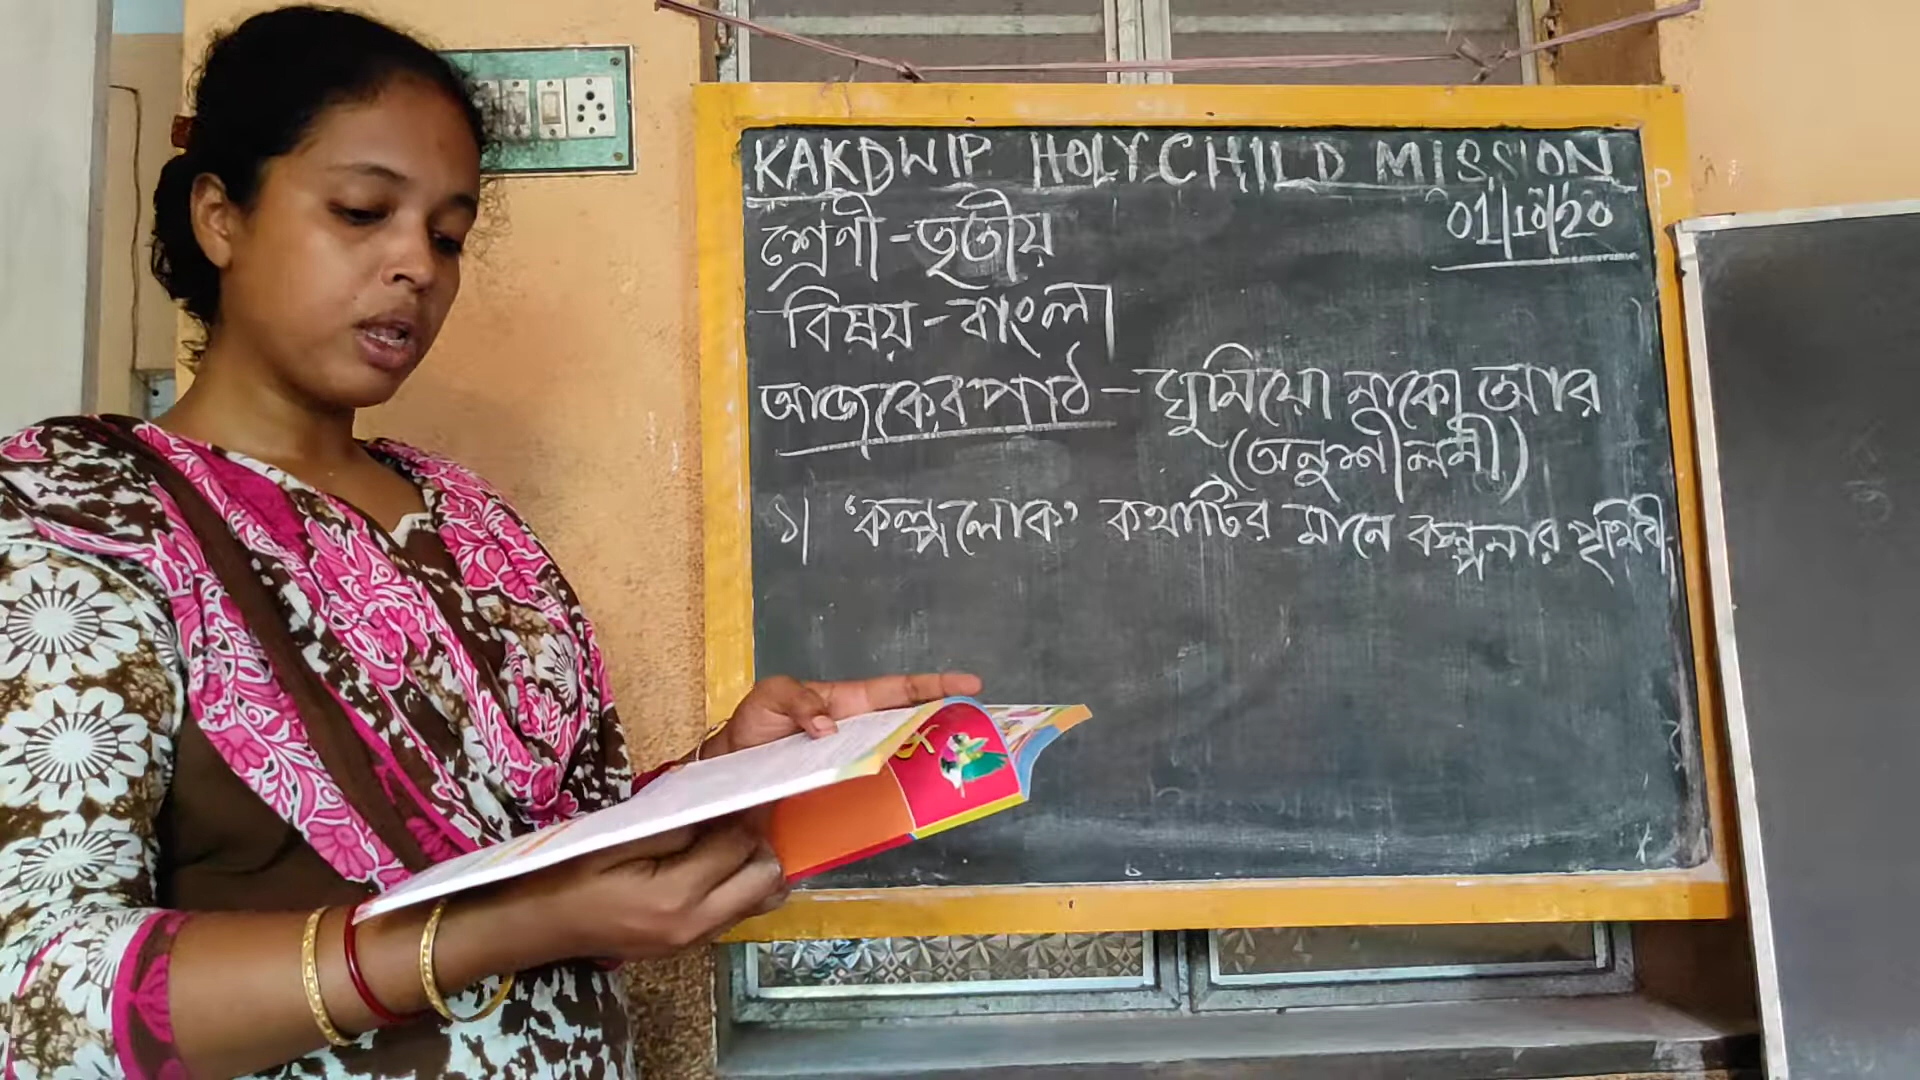 KAKDWIP HOLY CHILD MISSION
01/10/20
শ্রেণী - তৃতীয়
বিষয় - বাংলা
আজকের পাঠ - ঘুমিয়ো নাকো আর
(অনুশীলনী)
১| 'কল্পলোক' কথাটির মানে কল্পনার পৃথিবী,